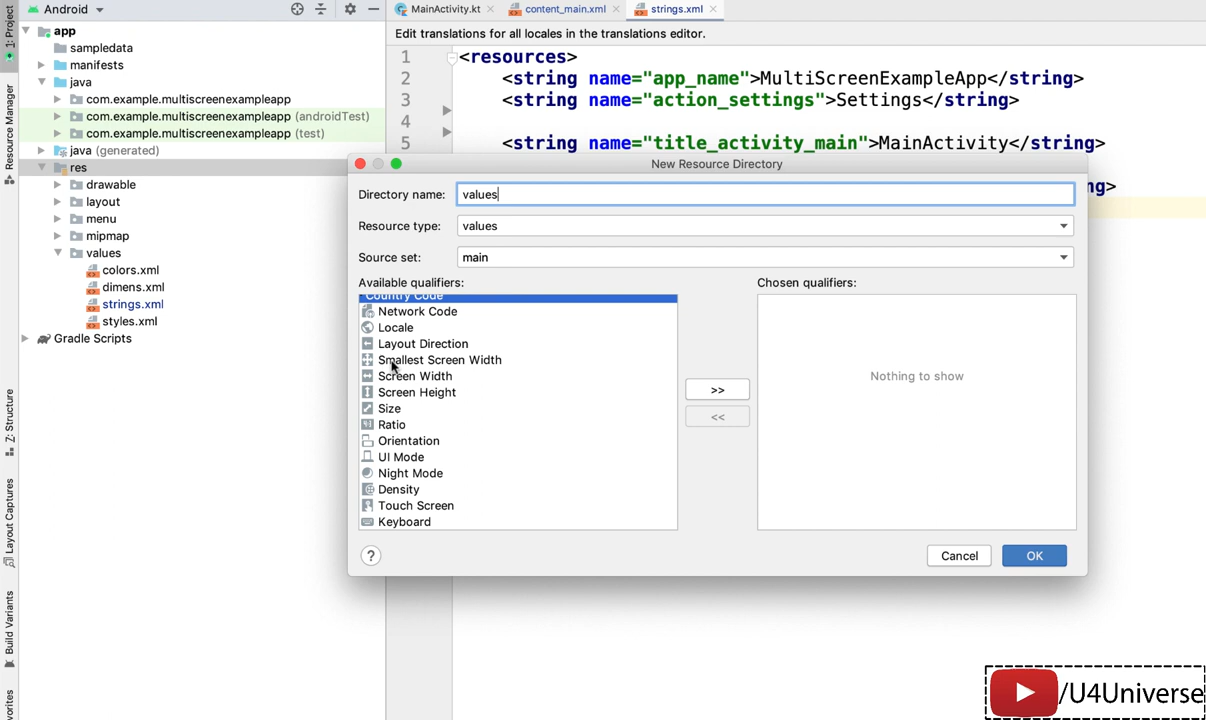 Android
MainActivity.kt
content_main.xml
strings.xml
1: Project
Resource Manager
Z: Structure
Layout Captures
Build Variants
app
sampledata
manifests
java
com.example.multiscreenexampleapp
com.example.multiscreenexampleapp (androidTest)
com.example.multiscreenexampleapp (test)
java (generated)
res
drawable
layout
menu
mipmap
values
colors.xml
dimens.xml
strings.xml
styles.xml
Gradle Scripts
Edit translations for all locales in the translations editor.
1 <resources>
2 <string name="app_name">MultiScreenExampleApp</string>
3 <string name="action_settings">Settings</string>
4
5 <string name="title_activity_main">MainActivity</string>
New Resource Directory
Directory name: values
Resource type: values
Source set: main
Available qualifiers:
Chosen qualifiers:
Country Code
Network Code
Locale
Layout Direction
Smallest Screen Width
Screen Width
Screen Height
Size
Ratio
Orientation
UI Mode
Night Mode
Density
Touch Screen
Keyboard
>>
<<
Nothing to show
?
Cancel
OK
/U4Universe